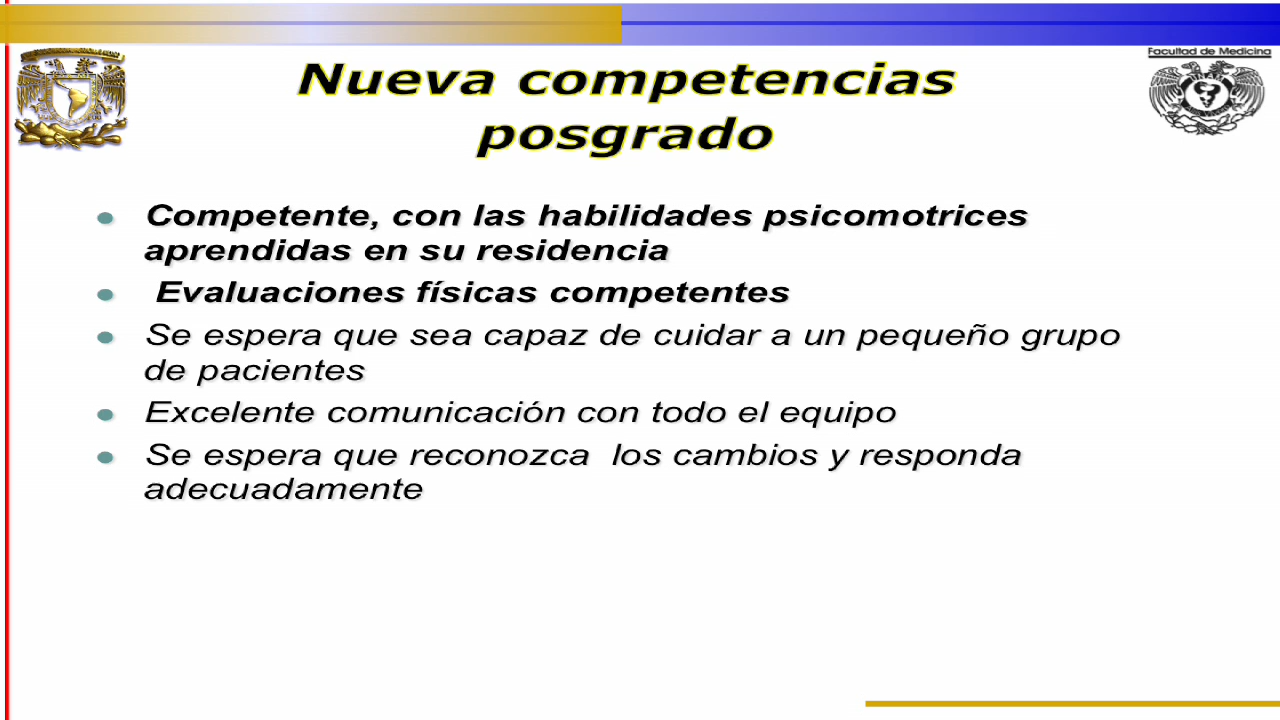 Facultad de Medicina
Nueva competencias
posgrado
Competente, con las habilidades psicomotrices
aprendidas en su residencia
Evaluaciones físicas competentes
Se espera que sea capaz de cuidar a un pequeño grupo
de pacientes
Excelente comunicación con todo el equipo
Se espera que reconozca los cambios y responda
adecuadamente